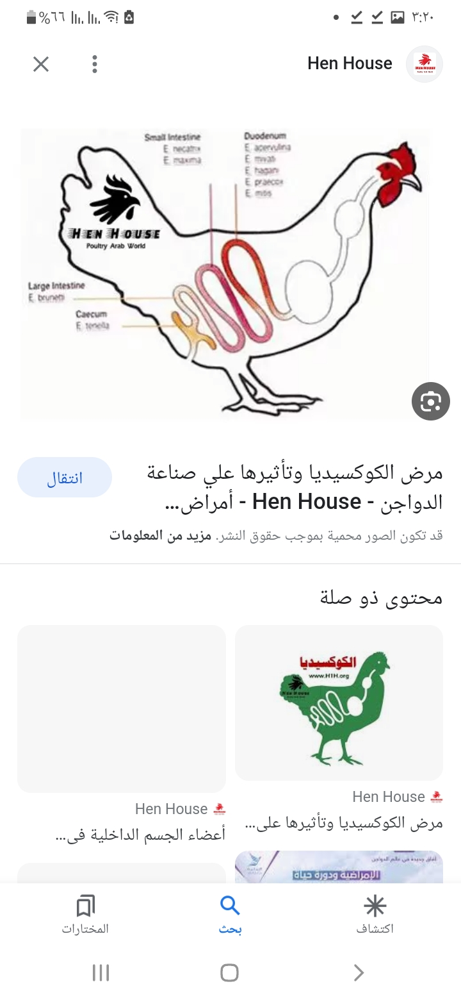 %٦٦
٣:٢٠
Hen House
Small Intestine
E. necatrix
E. maxima
Duodenum
E. acervulina
E. mivati
E. hagani
E. praecox
E. mitis
HEN HOUSE
Poultry Arab World
Large Intestine
E. brunetti
Caecum
E. tenella
مرض الكوكسيديا وتأثيرها علي صناعة
الدواجن - Hen House - أمراض...
انتقال
قد تكون الصور محمية بموجب حقوق النشر. مزيد من المعلومات
محتوى ذو صلة
الكوكسيديا
www.H1H.org
HEN HOUSE
Hen House
مرض الكوكسيديا وتأثيرها على...
Hen House
أعضاء الجسم الداخلية فى...
افاق جديدة في عالم الدواجن
الإمراضية ودورة حياة
اكتشاف
بحث
المختارات